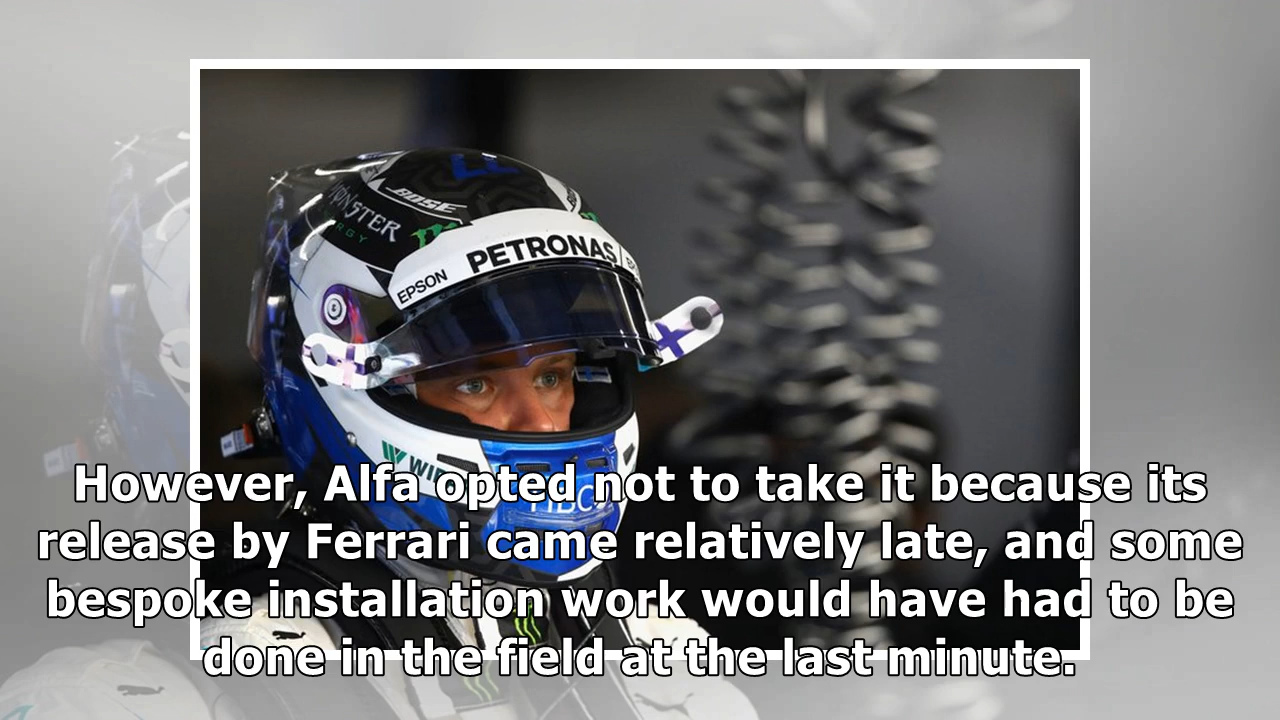 BOSE
MONSTER
PETRONAS
EPSON
However, Alfa opted not to take it because its
release by Ferrari came relatively late, and some
bespoke installation work would have had to be
done in the field at the last minute.